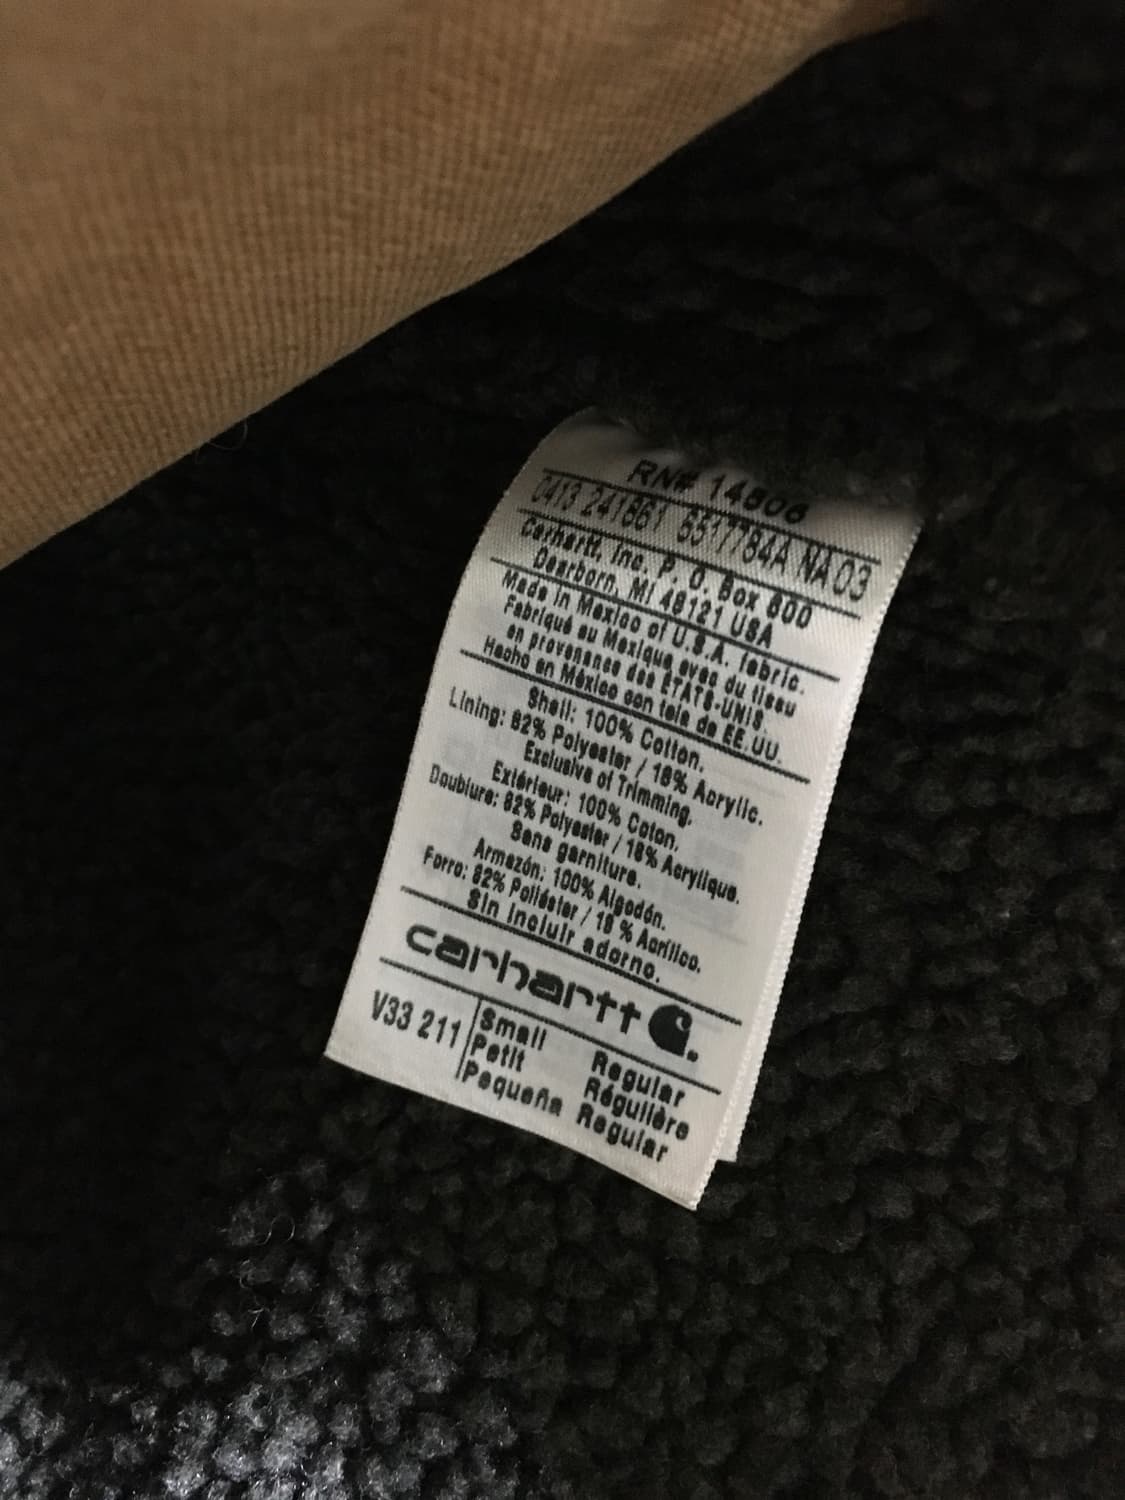 RN# 14806
0413 241661 6517784A NA 03
Carhartt, Inc. P. O. Box 600
Dearborn, MI 48121 USA
Made in Mexico of U.S.A. fabric.
Fabriqué au Mexique avec du tissu
en provenance des ÉTATS-UNIS.
Hecho en México con tela de EE.UU.
Shell: 100% Cotton.
Lining: 82% Polyester / 18% Acrylic.
Exclusive of Trimming.
Extérieur: 100% Coton.
Doublure: 82% Polyester / 18% Acrylique.
Sans garniture.
Armazón: 100% Algodón.
Forro: 82% Poliéster / 18 % Acrílico.
Sin incluir adorno.
carhartt
V33 211
Small Regular
Petit Régulière
Pequeña Regular